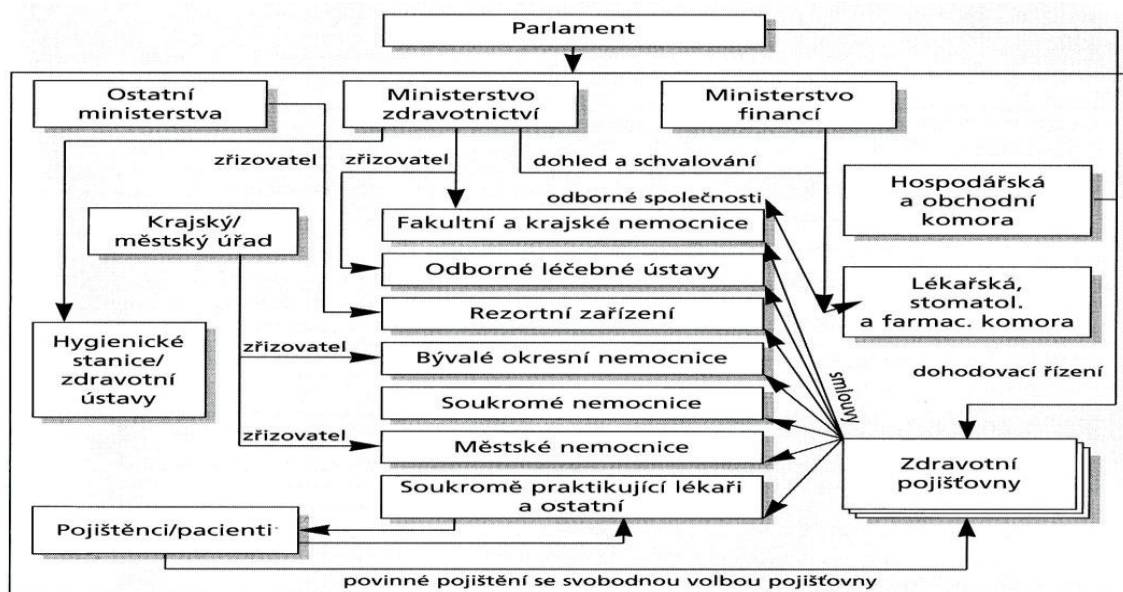 Parlament
Ostatní
ministerstva
Ministerstvo
zdravotnictví
Ministerstvo
financí
zřizovatel
zřizovatel
dohled a schvalování
Hospodářská
a obchodní
komora
odborné společnosti
Krajský/
městský úřad
Fakultní a krajské nemocnice
Odborné léčebné ústavy
Lékařská,
stomatol.
a farmac. komora
Rezortní zařízení
Hygienické
stanice/
zdravotní
ústavy
zřizovatel
Bývalé okresní nemocnice
dohodovací řízení
smlouvy
Soukromé nemocnice
zřizovatel
Městské nemocnice
Zdravotní
pojišťovny
Soukromě praktikující lékaři
a ostatní
Pojištěnci/pacienti
povinné pojištění se svobodnou volbou pojišťovny